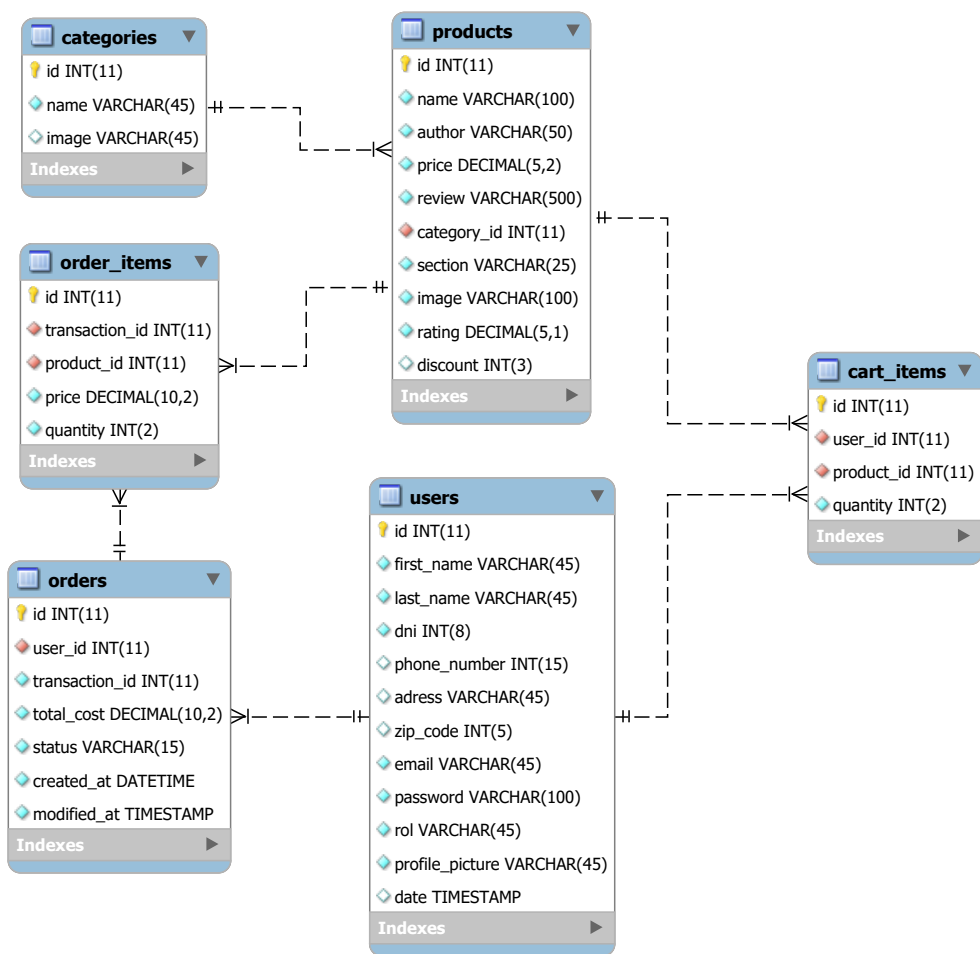 categories
id INT(11)
name VARCHAR(45)
image VARCHAR(45)
Indexes
products
id INT(11)
name VARCHAR(100)
author VARCHAR(50)
price DECIMAL(5,2)
review VARCHAR(500)
category_id INT(11)
section VARCHAR(25)
image VARCHAR(100)
rating DECIMAL(5,1)
discount INT(3)
Indexes
order_items
id INT(11)
transaction_id INT(11)
product_id INT(11)
price DECIMAL(10,2)
quantity INT(2)
Indexes
cart_items
id INT(11)
user_id INT(11)
product_id INT(11)
quantity INT(2)
Indexes
users
id INT(11)
first_name VARCHAR(45)
last_name VARCHAR(45)
dni INT(8)
phone_number INT(15)
adress VARCHAR(45)
zip_code INT(5)
email VARCHAR(45)
password VARCHAR(100)
rol VARCHAR(45)
profile_picture VARCHAR(45)
date TIMESTAMP
Indexes
orders
id INT(11)
user_id INT(11)
transaction_id INT(11)
total_cost DECIMAL(10,2)
status VARCHAR(15)
created_at DATETIME
modified_at TIMESTAMP
Indexes